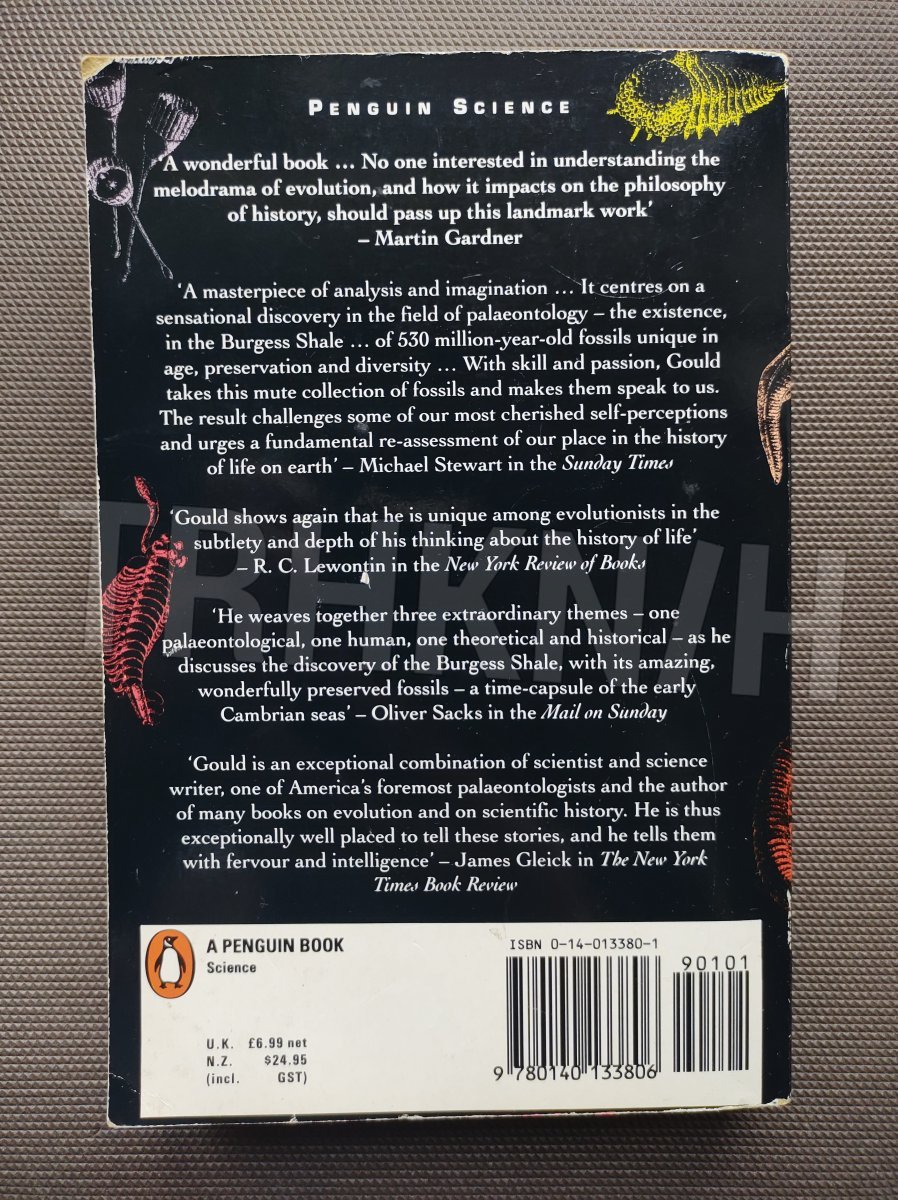 PENGUIN SCIENCE
A wonderful book ... No one interested in understanding the
melodrama of evolution, and how it impacts on the philosophy
of history, should pass up this landmark work’
– Martin Gardner
‘A masterpiece of analysis and imagination ... It centres on a
sensational discovery in the field of palaeontology – the existence,
in the Burgess Shale ... of 530 million-year-old fossils unique in
age, preservation and diversity ... With skill and passion, Gould
takes this mute collection of fossils and makes them speak to us.
The result challenges some of our most cherished self-perceptions
and urges a fundamental re-assessment of our place in the history
of life on earth’ – Michael Stewart in the Sunday Times
‘Gould shows again that he is unique among evolutionists in the
subtlety and depth of his thinking about the history of life’
– R. C. Lewontin in the New York Review of Books
‘He weaves together three extraordinary themes – one
palaeontological, one human, one theoretical and historical – as he
discusses the discovery of the Burgess Shale, with its amazing,
wonderfully preserved fossils – a time-capsule of the early
Cambrian seas’ – Oliver Sacks in the Mail on Sunday
‘Gould is an exceptional combination of scientist and science
writer, one of America’s foremost palaeontologists and the author
of many books on evolution and on scientific history. He is thus
exceptionally well placed to tell these stories, and he tells them
with fervour and intelligence’ – James Gleick in The New York
Times Book Review
A PENGUIN BOOK
Science
ISBN 0-14-013380-1
90101
U.K. £6.99 net
N.Z. $24.95
(incl. GST)
9 780140 133806